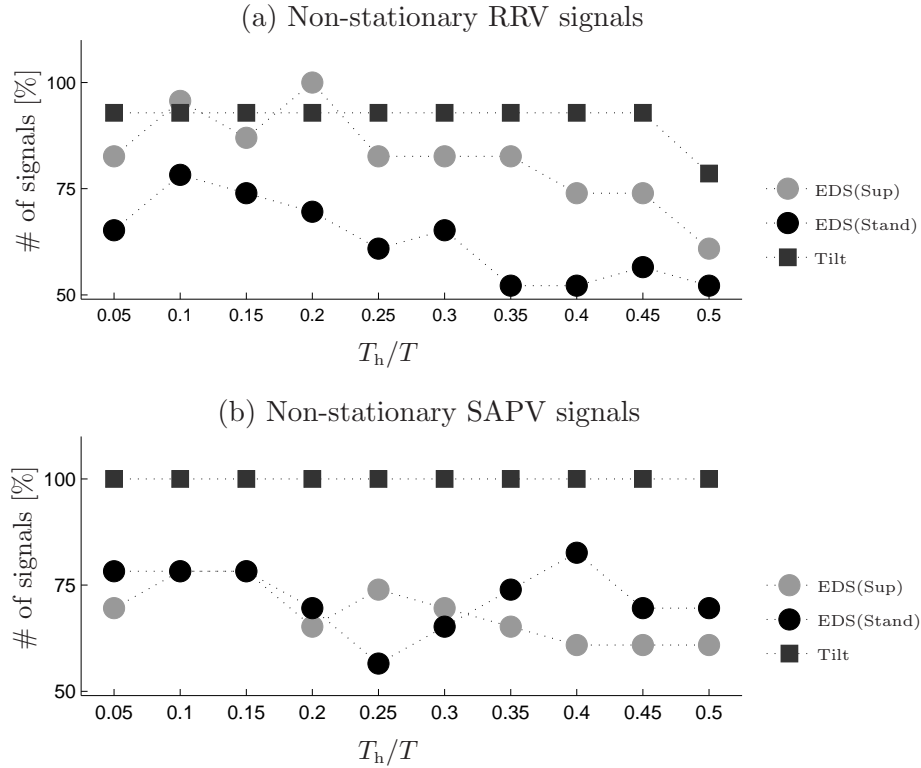 (a) Non-stationary RRV signals
# of signals [%]
100
75
50
0.05 0.1 0.15 0.2 0.25 0.3 0.35 0.4 0.45 0.5
T_h/T
EDS(Sup)
EDS(Stand)
Tilt
(b) Non-stationary SAPV signals
# of signals [%]
100
75
50
0.05 0.1 0.15 0.2 0.25 0.3 0.35 0.4 0.45 0.5
T_h/T
EDS(Sup)
EDS(Stand)
Tilt